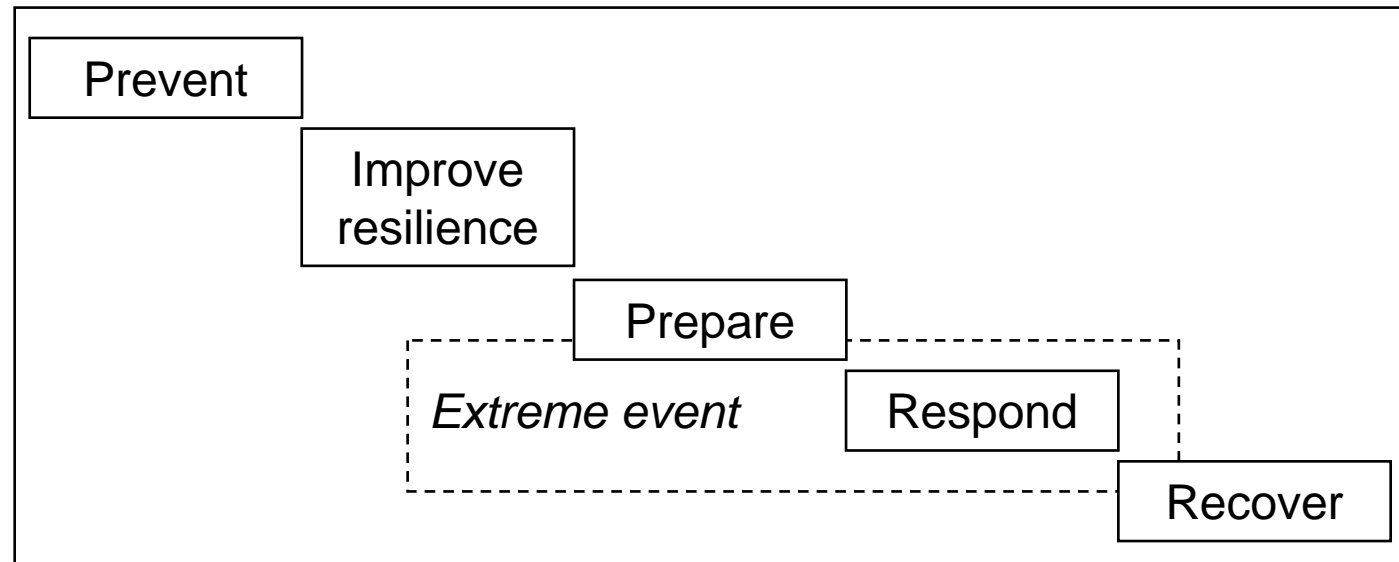 Prevent
Improve
resilience
Prepare
Extreme event
Respond
Recover